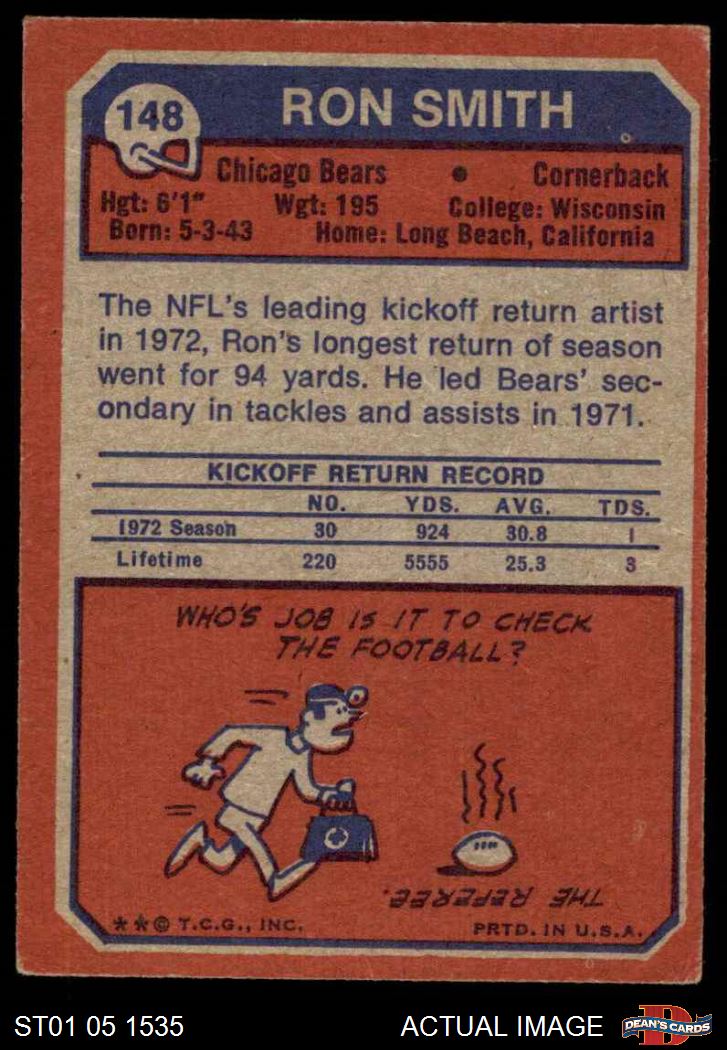 148
RON SMITH
Chicago Bears • Cornerback
Hgt: 6'1" Wgt: 195 College: Wisconsin
Born: 5-3-43 Home: Long Beach, California
The NFL's leading kickoff return artist
in 1972, Ron's longest return of season
went for 94 yards. He led Bears' sec-
ondary in tackles and assists in 1971.
KICKOFF RETURN RECORD
NO. YDS. AVG. TDS.
1972 Season 30 924 30.8 1
Lifetime 220 5555 25.3 3
WHO'S JOB IS IT TO CHECK
THE FOOTBALL?
THE REFEREE.
**© T.C.G., INC. PRTD. IN U.S.A.
ST01 05 1535 ACTUAL IMAGE
D
DEAN'S CARDS